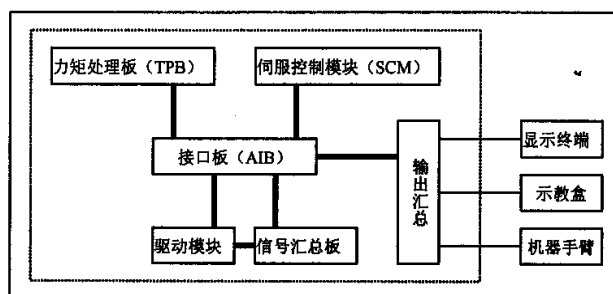 力矩处理板（TPB）
伺服控制模块（SCM）
接口板（AIB）
输出汇总
显示终端
示教盒
机器手臂
驱动模块
信号汇总板